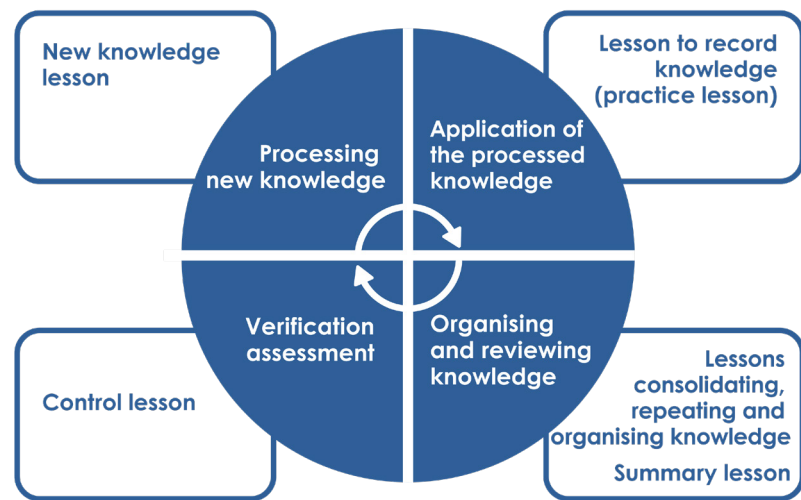 New knowledge
lesson
Lesson to record
knowledge
(practice lesson)
Processing
new knowledge
Application of
the processed
knowledge
Verification
assessment
Organising
and reviewing
knowledge
Control lesson
Lessons
consolidating,
repeating and
organising knowledge
Summary lesson